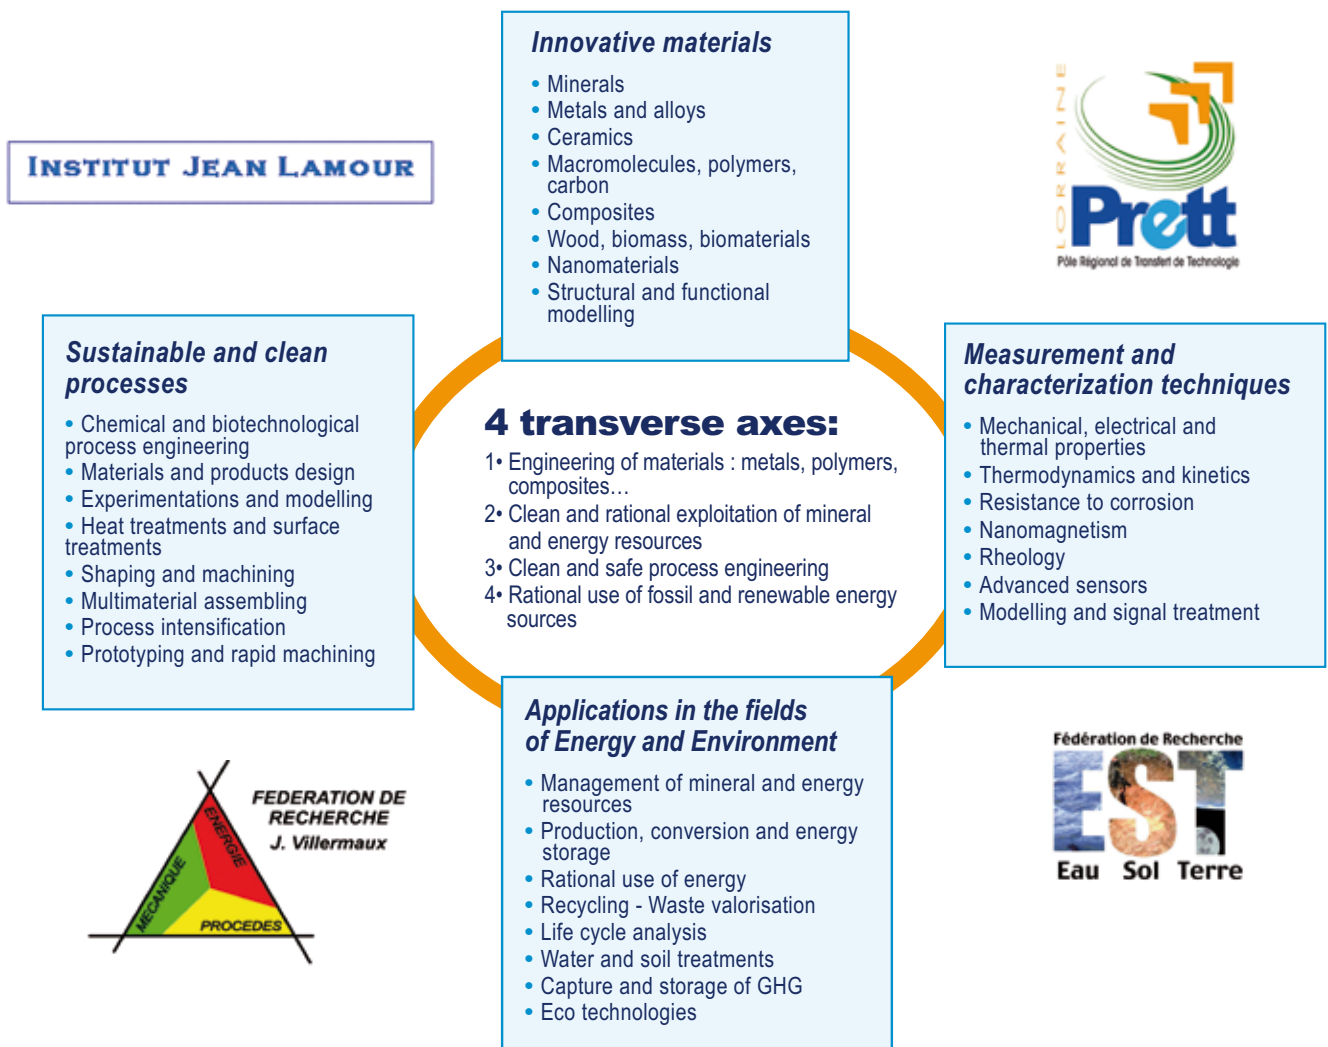 Innovative materials
• Minerals
• Metals and alloys
• Ceramics
• Macromolecules, polymers,
carbon
• Composites
• Wood, biomass, biomaterials
• Nanomaterials
• Structural and functional
modelling
INSTITUT JEAN LAMOUR
LORRAINE
Prett
Pôle Régional de Transfert de Technologie
Sustainable and clean
processes
• Chemical and biotechnological
process engineering
• Materials and products design
• Experimentations and modelling
• Heat treatments and surface
treatments
• Shaping and machining
• Multimaterial assembling
• Process intensification
• Prototyping and rapid machining
4 transverse axes:
1• Engineering of materials : metals, polymers,
composites…
2• Clean and rational exploitation of mineral
and energy resources
3• Clean and safe process engineering
4• Rational use of fossil and renewable energy
sources
Measurement and
characterization techniques
• Mechanical, electrical and
thermal properties
• Thermodynamics and kinetics
• Resistance to corrosion
• Nanomagnetism
• Rheology
• Advanced sensors
• Modelling and signal treatment
Applications in the fields
of Energy and Environment
• Management of mineral and energy
resources
• Production, conversion and energy
storage
• Rational use of energy
• Recycling - Waste valorisation
• Life cycle analysis
• Water and soil treatments
• Capture and storage of GHG
• Eco technologies
FEDERATION DE
RECHERCHE
J. Villermaux
ENERGIE
MECANIQUE
PROCEDES
Fédération de Recherche
EST
Eau Sol Terre